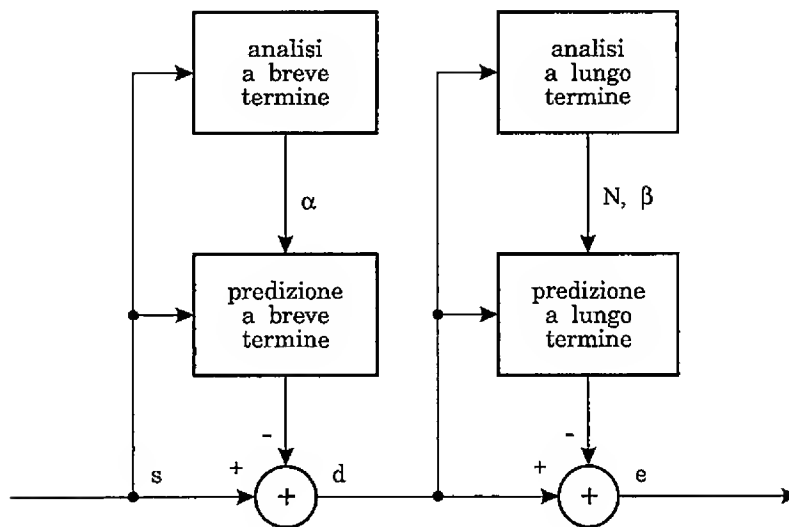 analisi
a breve
termine
analisi
a lungo
termine
α
N, β
predizione
a breve
termine
predizione
a lungo
termine
-
-
s
+
+
d
+
+
e